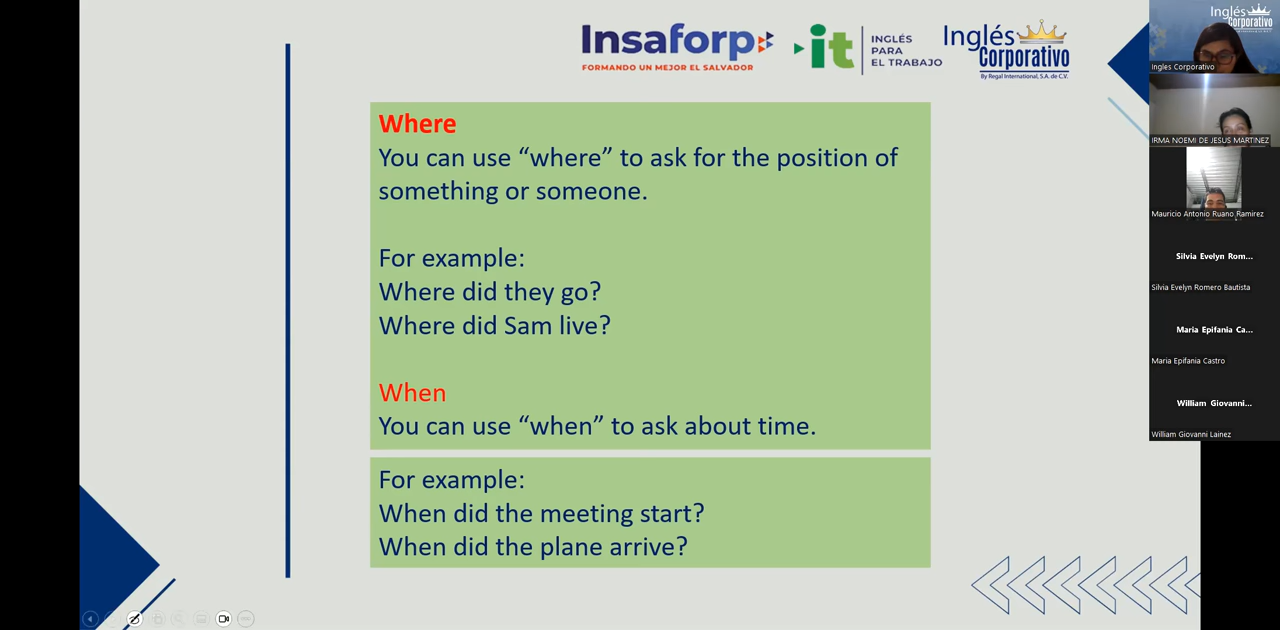 Insaforp
FORMANDO UN MEJOR EL SALVADOR
it
INGLÉS
PARA
EL TRABAJO
Inglés
Corporativo
By Regal International, S.A. de C.V.
Where
You can use “where” to ask for the position of
something or someone.
For example:
Where did they go?
Where did Sam live?
When
You can use “when” to ask about time.
For example:
When did the meeting start?
When did the plane arrive?
Inglés
Corporativo
Ingles Corporativo
IRMA NOEMI DE JESUS MARTINEZ
Mauricio Antonio Ruano Ramirez
Silvia Evelyn Rom...
Silvia Evelyn Romero Bautista
Maria Epifania Ca...
Maria Epifania Castro
William Giovanni...
William Giovanni Lainez